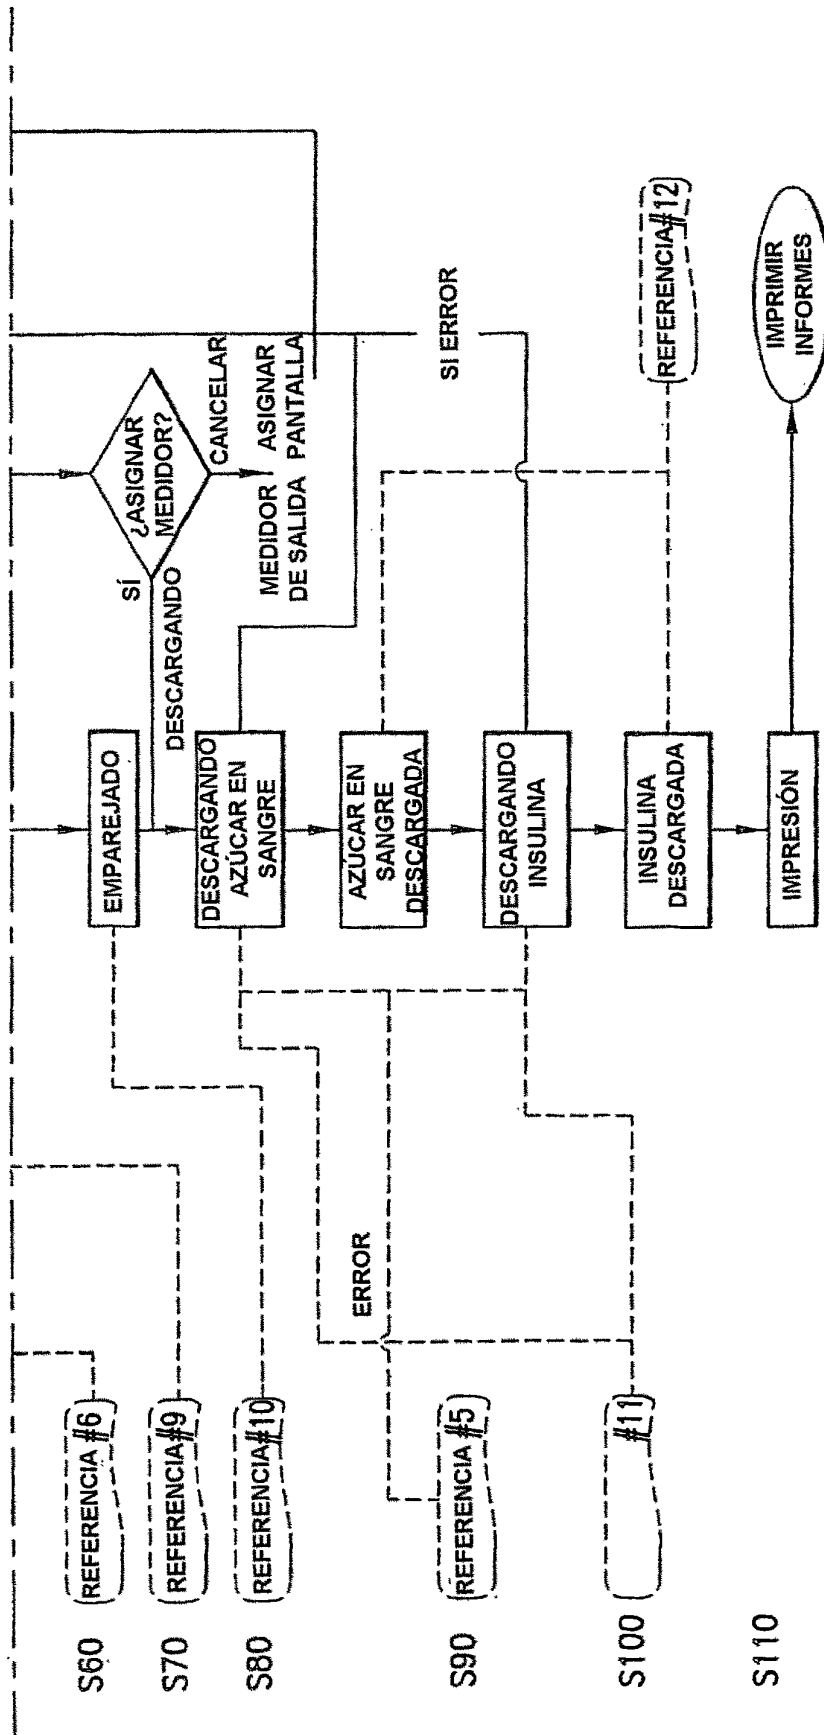 S60
S70
S80
S90
S100
S110
REFERENCIA #6
REFERENCIA#9
REFERENCIA#10
REFERENCIA #5
#11
ERROR
EMPAREJADO
DESCARGANDO
AZÚCAR EN
SANGRE
AZÚCAR EN
SANGRE
DESCARGADA
DESCARGANDO
INSULINA
INSULINA
DESCARGADA
IMPRESIÓN
SÍ
DESCARGANDO
¿ASIGNAR
MEDIDOR?
CANCELAR
MEDIDOR ASIGNAR
DE SALIDA PANTALLA
SI ERROR
REFERENCIA#12
IMPRIMIR
INFORMES